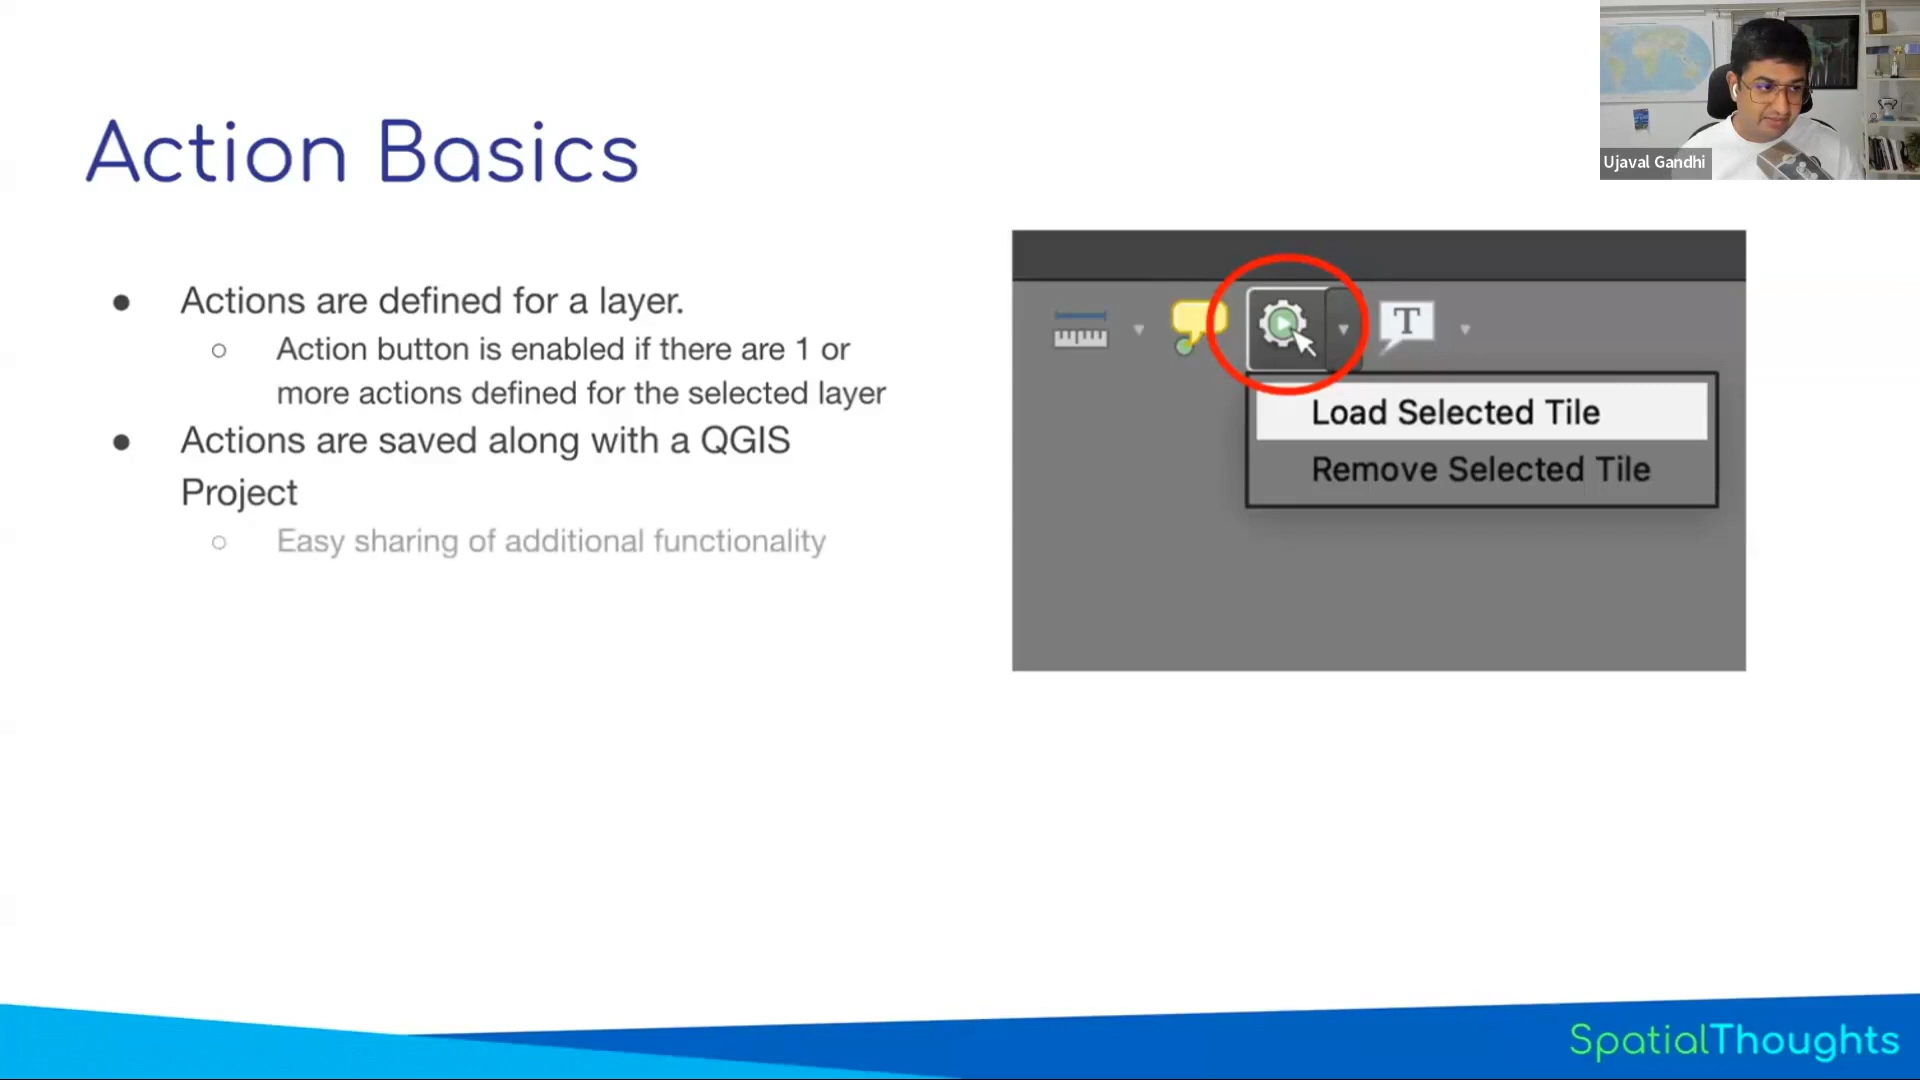 Action Basics
● Actions are defined for a layer.
○ Action button is enabled if there are 1 or
more actions defined for the selected layer
● Actions are saved along with a QGIS
Project
○ Easy sharing of additional functionality
T
Load Selected Tile
Remove Selected Tile
Ujaval Gandhi
SpatialThoughts